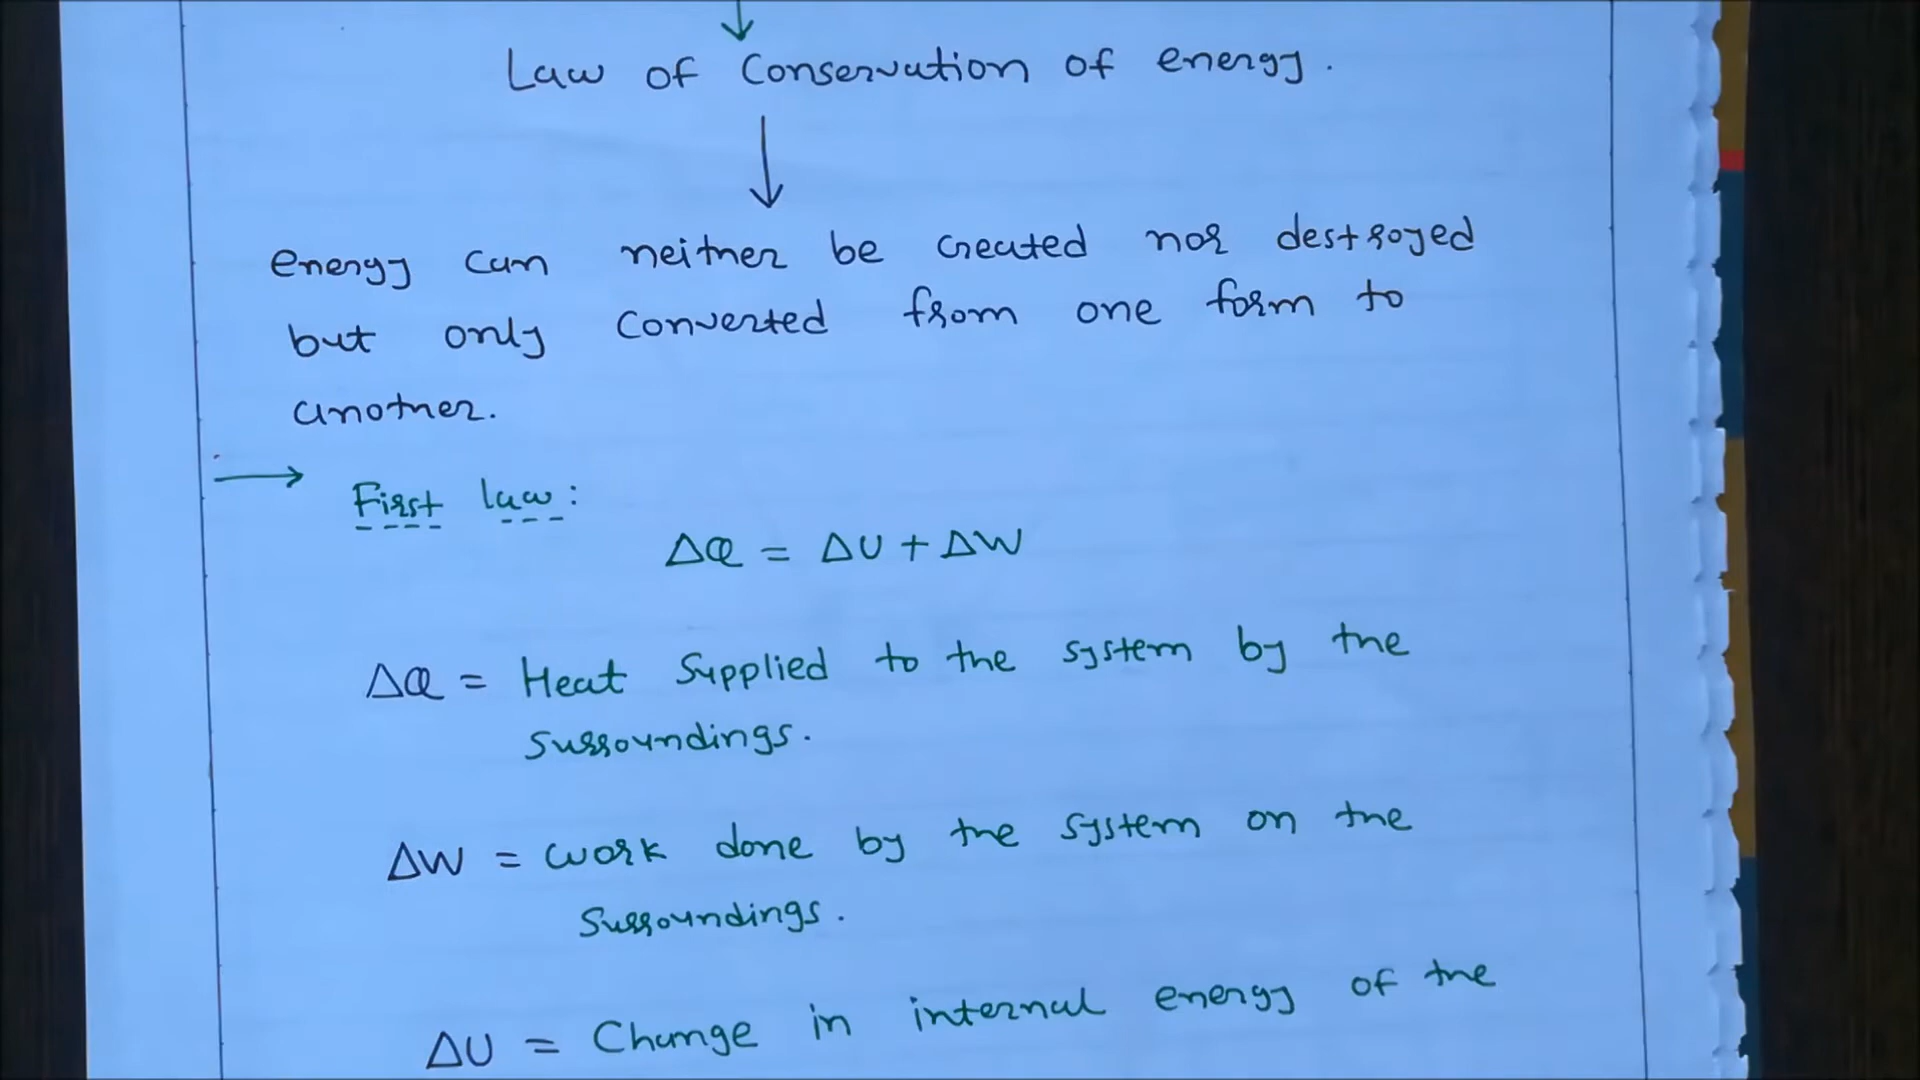 Law of Conservation of energy.
energy can neither be created nor destroyed
but only converted from one form to
another.
First law:
ΔQ = ΔU + ΔW
ΔQ = Heat supplied to the system by the
surroundings.
ΔW = work done by the system on the
surroundings.
ΔU = Change in internal energy of the